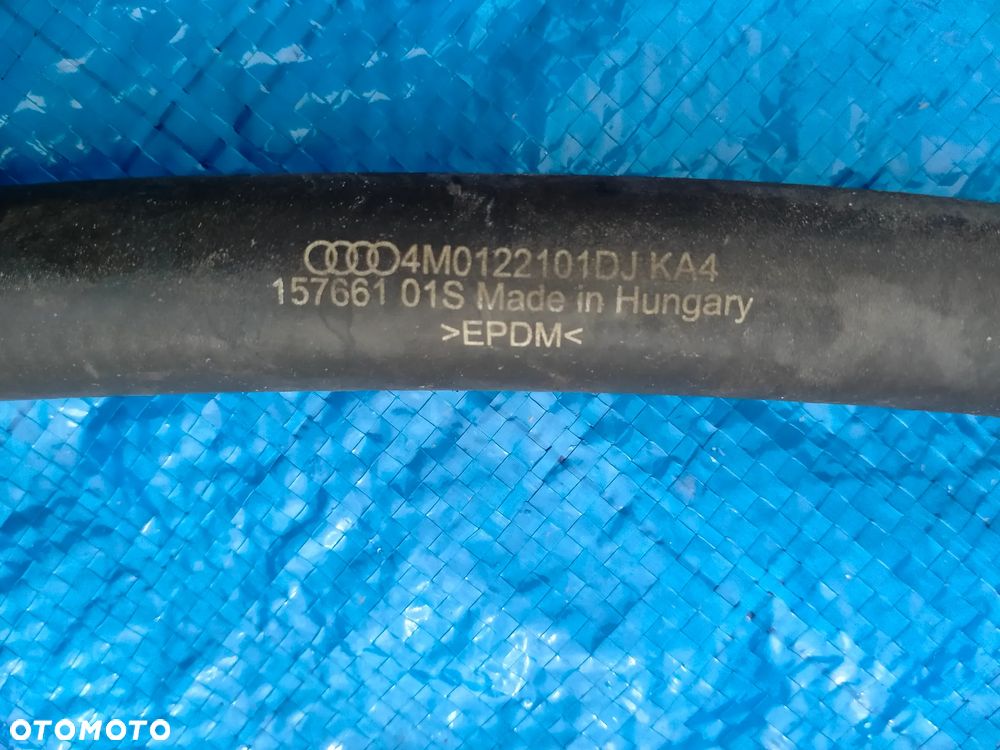 4M0122101DJ KA4
157661 01S Made in Hungary
>EPDM<
OTOMOTO